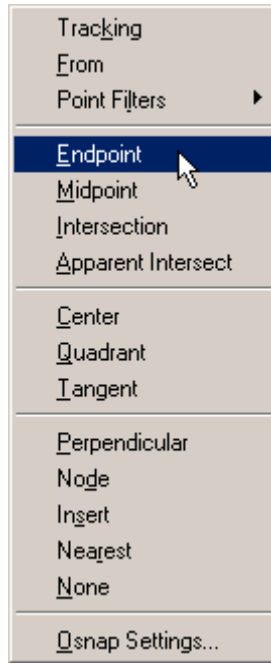 Tracking
From
Point Filters
Endpoint
Midpoint
Intersection
Apparent Intersect
Center
Quadrant
Tangent
Perpendicular
Node
Insert
Nearest
None
Osnap Settings...